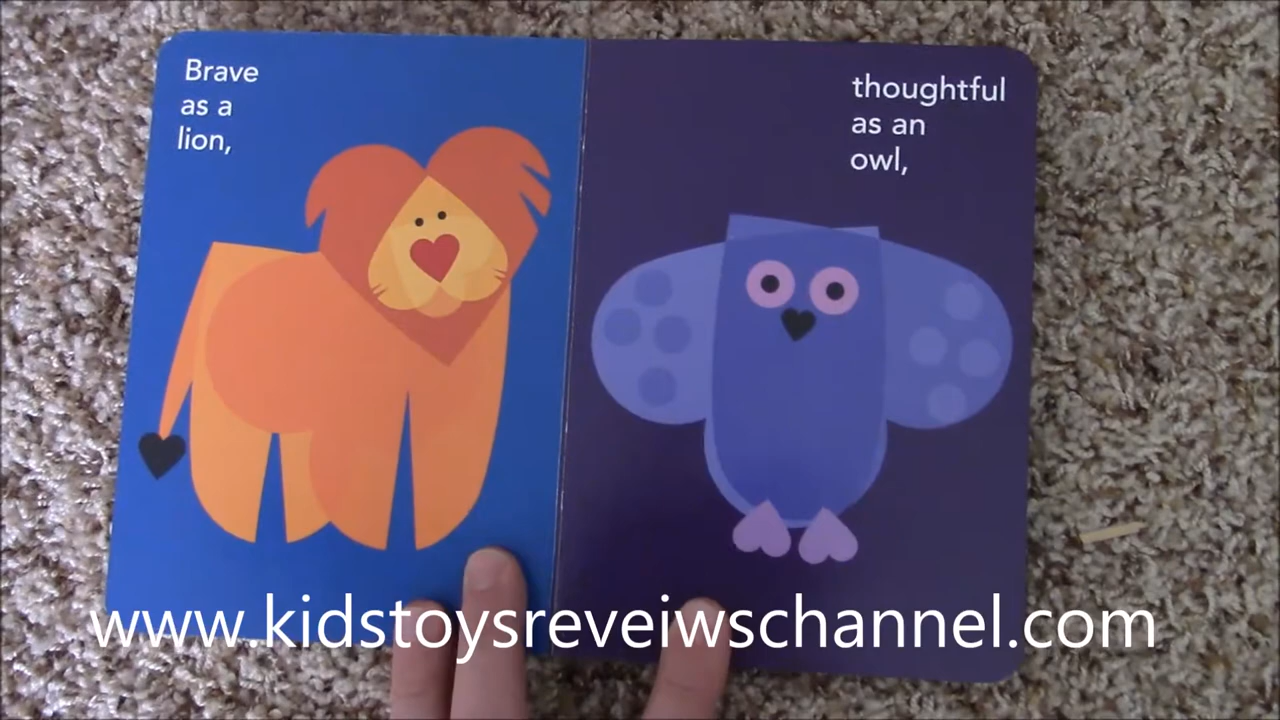 Brave
as a
lion,
thoughtful
as an
owl,
www.kidstoysreveiwschannel.com